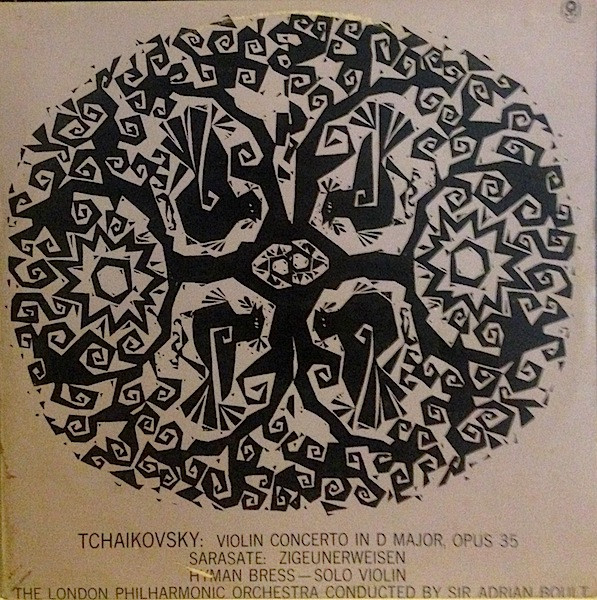 TCHAIKOVSKY: VIOLIN CONCERTO IN D MAJOR, OPUS 35
SARASATE: ZIGEUNERWEISEN
HYMAN BRESS—SOLO VIOLIN
THE LONDON PHILHARMONIC ORCHESTRA CONDUCTED BY SIR ADRIAN BOULT